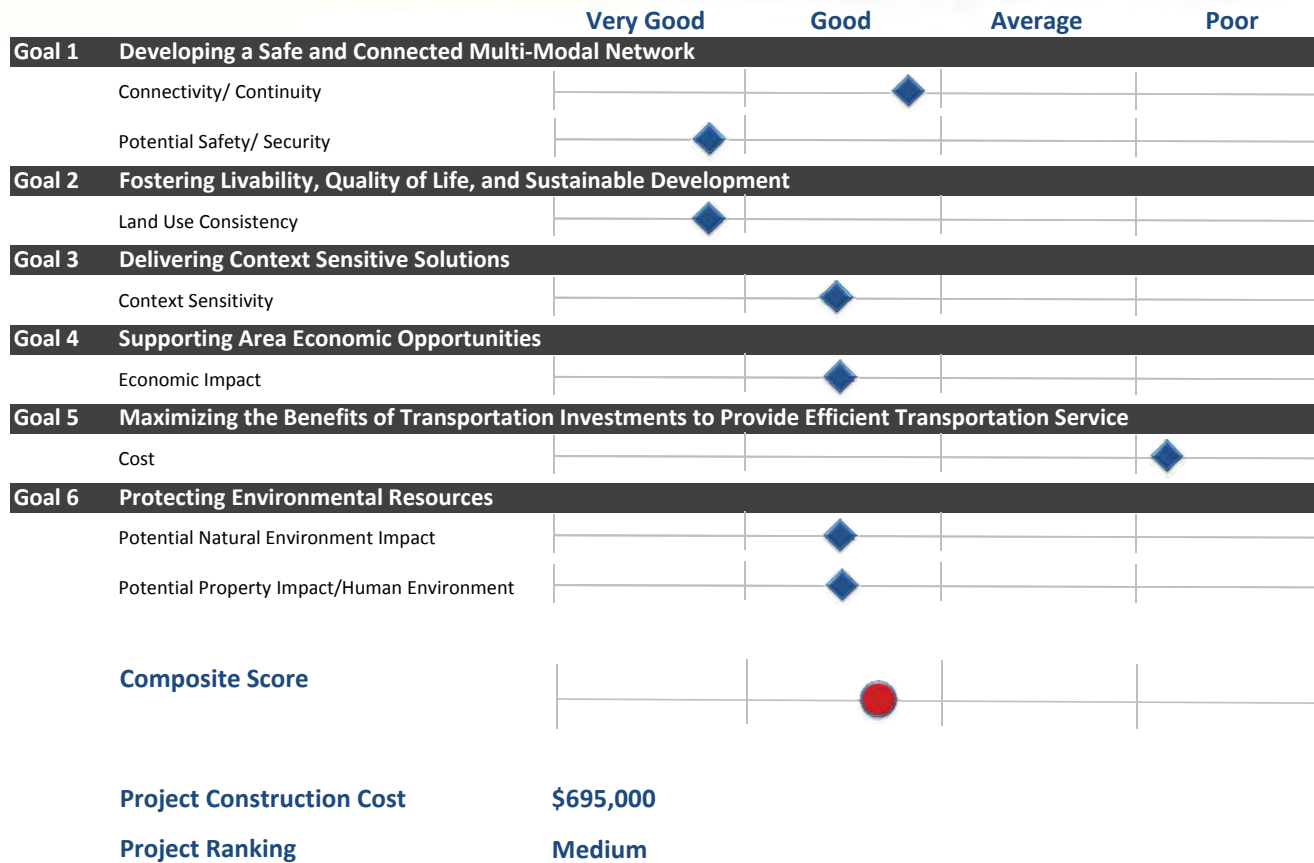 Very Good Good Average Poor
Goal 1 Developing a Safe and Connected Multi-Modal Network
Connectivity/ Continuity
Potential Safety/ Security
Goal 2 Fostering Livability, Quality of Life, and Sustainable Development
Land Use Consistency
Goal 3 Delivering Context Sensitive Solutions
Context Sensitivity
Goal 4 Supporting Area Economic Opportunities
Economic Impact
Goal 5 Maximizing the Benefits of Transportation Investments to Provide Efficient Transportation Service
Cost
Goal 6 Protecting Environmental Resources
Potential Natural Environment Impact
Potential Property Impact/Human Environment
Composite Score
Project Construction Cost $695,000
Project Ranking Medium